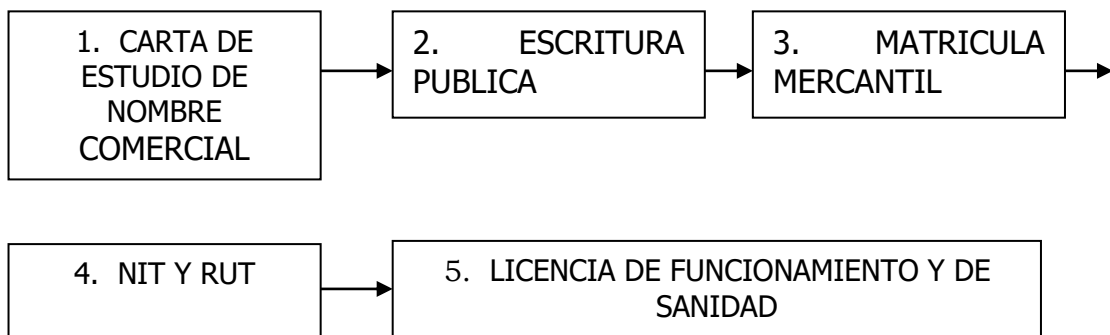 1. CARTA DE
ESTUDIO DE
NOMBRE
COMERCIAL
2. ESCRITURA
PUBLICA
3. MATRICULA
MERCANTIL
4. NIT Y RUT
5. LICENCIA DE FUNCIONAMIENTO Y DE
SANIDAD